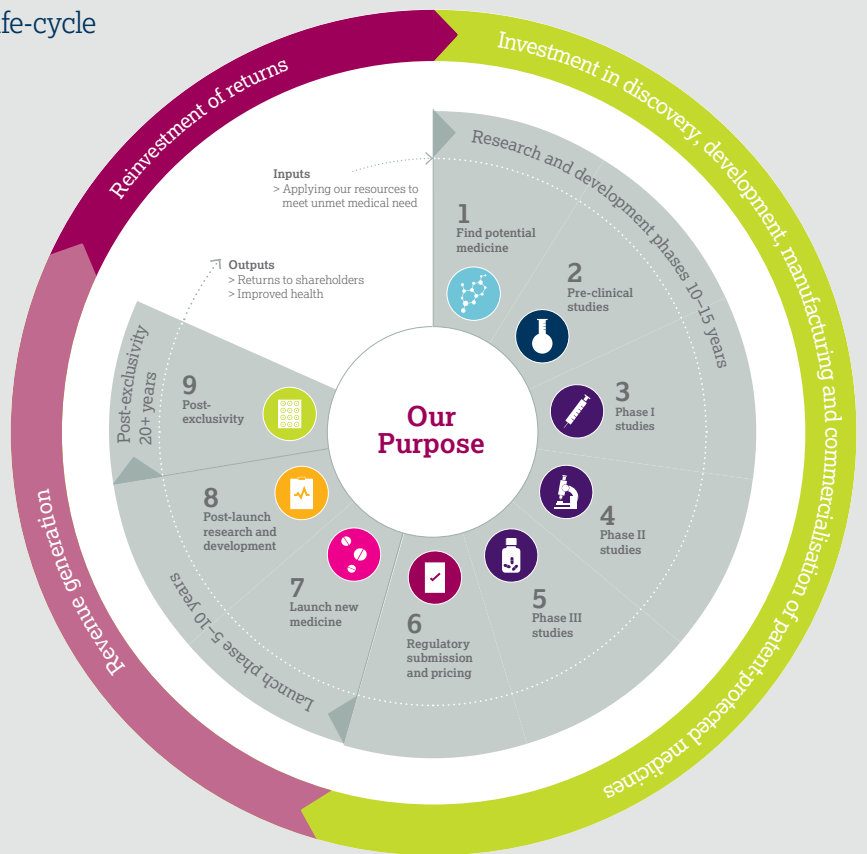 fe-cycle
Reinvestment of returns
Investment in discovery, development, manufacturing and commercialisation of patent-protected medicines
Revenue generation
Research and development phases 10–15 years
Launch phase 5–10 years
Post-exclusivity
20+ years
Inputs
> Applying our resources to
meet unmet medical need
Outputs
> Returns to shareholders
> Improved health
Our
Purpose
1
Find potential
medicine
2
Pre-clinical
studies
3
Phase I
studies
4
Phase II
studies
5
Phase III
studies
6
Regulatory
submission
and pricing
7
Launch new
medicine
8
Post-launch
research and
development
9
Post-
exclusivity